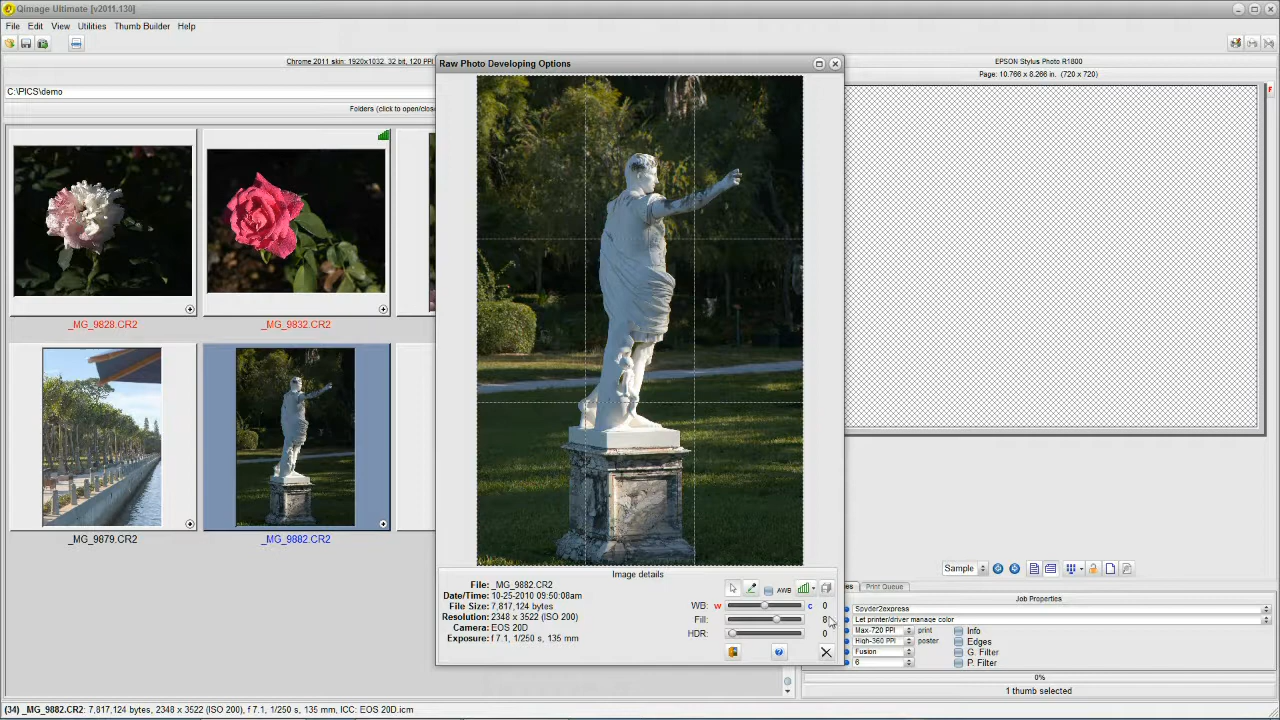 Qimage Ultimate [v2011.130]
File Edit View Utilities Thumb Builder Help
Chrome 2011 skin: 1920x1032, 32 bit, 120 PPI
C:\PICS\demo
Folders (click to open/clos
_MG_9828.CR2
_MG_9832.CR2
_MG_9879.CR2
_MG_9882.CR2
Raw Photo Developing Options
Image details
File: _MG_9882.CR2
Date/Time: 10-25-2010 09:50:08am
File Size: 7,817,124 bytes
Resolution: 2348 x 3522 (ISO 200)
Camera: EOS 20D
Exposure: f 7.1, 1/250 s, 135 mm
AWB
WB: w c 0
Fill: 8
HDR: 0
EPSON Stylus Photo R1800
Page: 10.766 x 8.266 in. (720 x 720)
F
Sample
es Print Queue
Job Properties
Spyder2express
Let printer/driver manage color
Max-720 PPI print Info
High-360 PPI poster Edges
Fusion G. Filter
6 P. Filter
0%
1 thumb selected
(34) _MG_9882.CR2: 7,817,124 bytes, 2348 x 3522 (ISO 200), f 7.1, 1/250 s, 135 mm, ICC: EOS 20D.icm